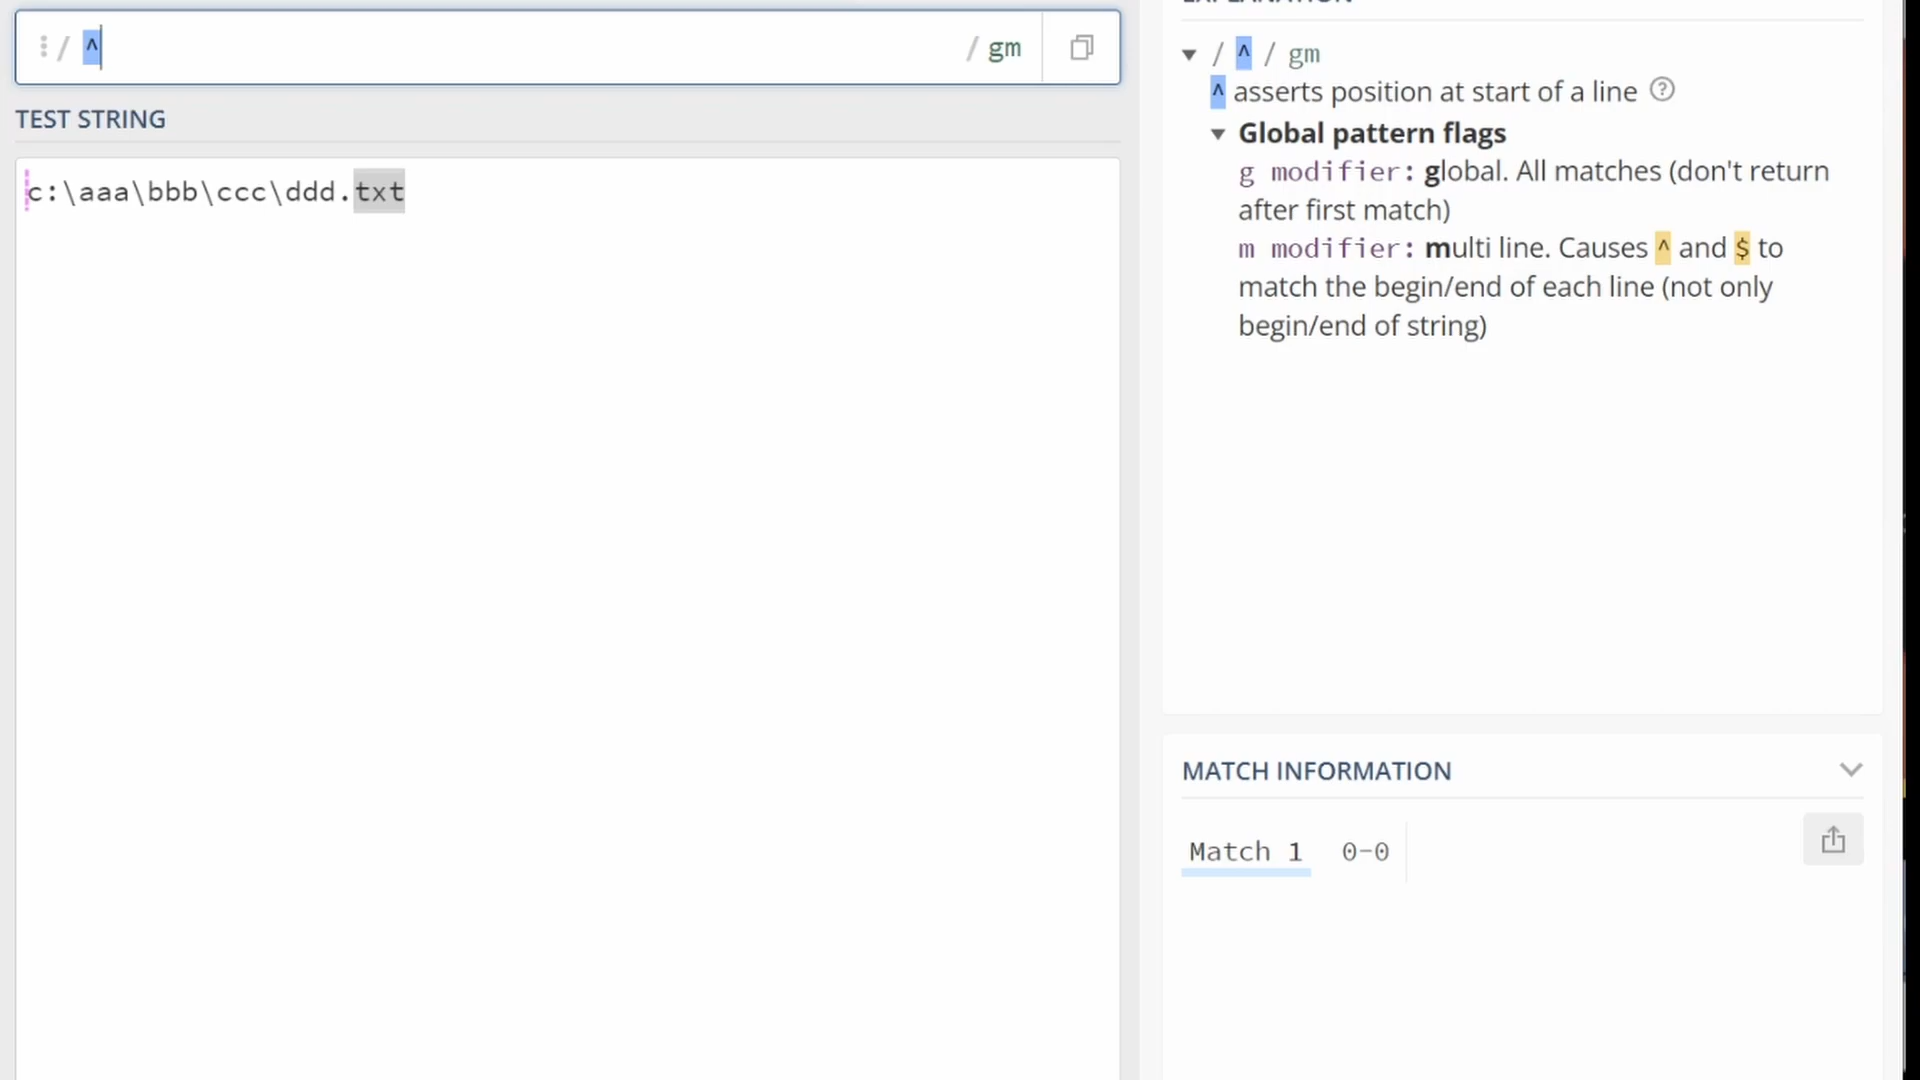 / ^ / gm
TEST STRING
c:\aaa\bbb\ccc\ddd.txt
/ ^ / gm
^ asserts position at start of a line ?
Global pattern flags
g modifier: global. All matches (don't return
after first match)
m modifier: multi line. Causes ^ and $ to
match the begin/end of each line (not only
begin/end of string)
MATCH INFORMATION
Match 1 0-0